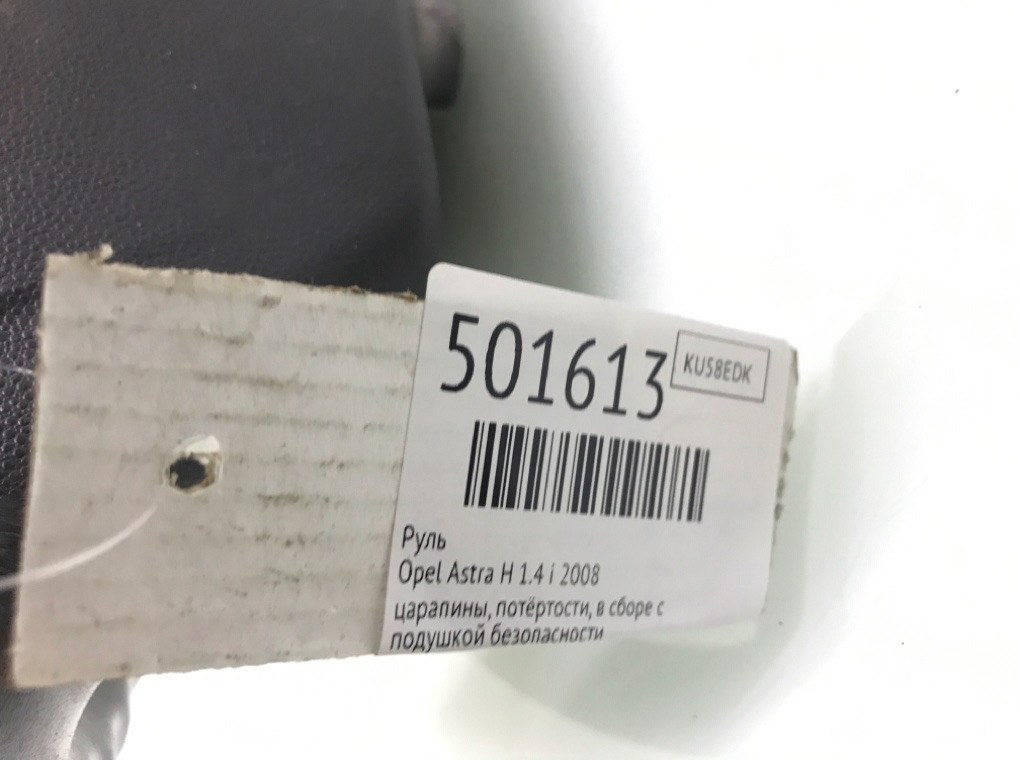 501613 KU58EDK
Руль
Opel Astra H 1.4 i 2008
царапины, потёртости, в сборе с
подушкой безопасности